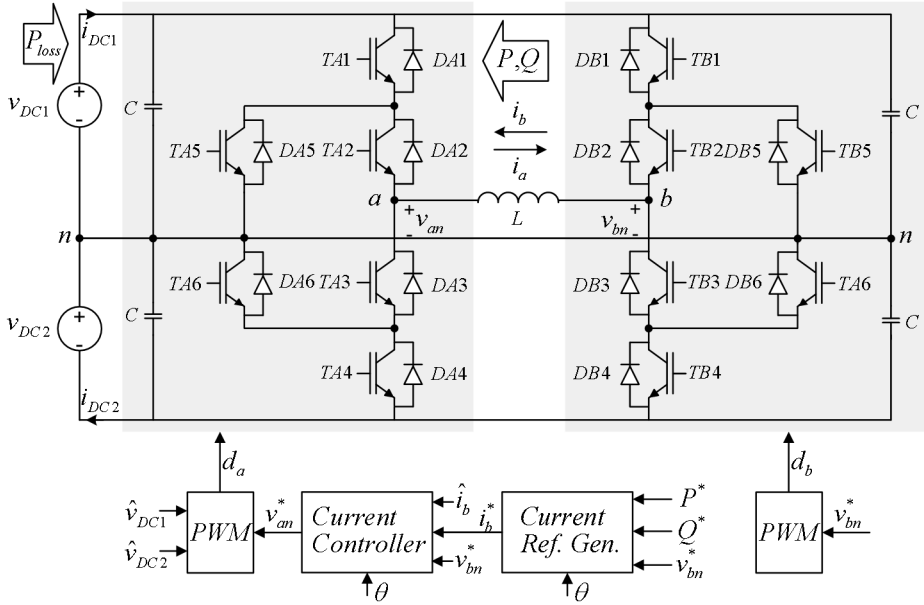 P_loss
i_DC1
TA1
DA1
P,Q
DB1
TB1
v_DC1
C
TA5
DA5
TA2
DA2
i_b
i_a
DB2
TB2
DB5
TB5
C
a
L
b
n
v_an
v_bn
n
TA6
DA6
TA3
DA3
DB3
TB3
DB6
TA6
v_DC2
C
C
TA4
DA4
DB4
TB4
i_DC2
d_a
d_b
v̂_DC1
v̂_DC2
PWM
v*_an
Current
Controller
î_b
i*_b
v*_bn
θ
Current
Ref. Gen.
P*
Q*
v*_bn
θ
PWM
v*_bn